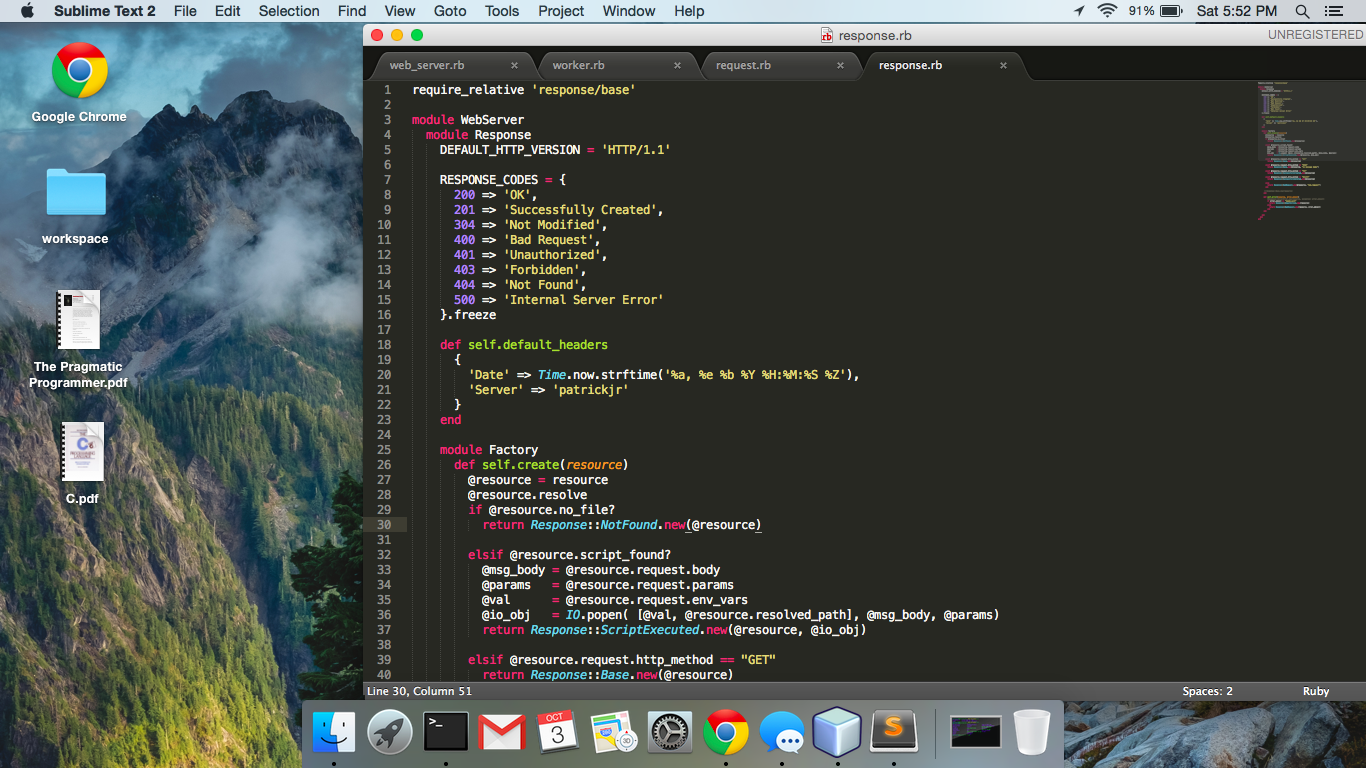 Sublime Text 2 File Edit Selection Find View Goto Tools Project Window Help 91% Sat 5:52 PM
response.rb UNREGISTERED
web_server.rb × worker.rb × request.rb × response.rb ×
Google Chrome
workspace
The Pragmatic
Programmer.pdf
C.pdf
1 require_relative 'response/base'
2
3 module WebServer
4   module Response
5     DEFAULT_HTTP_VERSION = 'HTTP/1.1'
6
7     RESPONSE_CODES = {
8       200 => 'OK',
9       201 => 'Successfully Created',
10       304 => 'Not Modified',
11       400 => 'Bad Request',
12       401 => 'Unauthorized',
13       403 => 'Forbidden',
14       404 => 'Not Found',
15       500 => 'Internal Server Error'
16     }.freeze
17
18     def self.default_headers
19       {
20         'Date' => Time.now.strftime('%a, %e %b %Y %H:%M:%S %Z'),
21         'Server' => 'patrickjr'
22       }
23     end
24
25     module Factory
26       def self.create(resource)
27         @resource = resource
28         @resource.resolve
29         if @resource.no_file?
30           return Response::NotFound.new(@resource)
31
32         elsif @resource.script_found?
33           @msg_body = @resource.request.body
34           @params   = @resource.request.params
35           @val      = @resource.request.env_vars
36           @io_obj   = IO.popen( [@val, @resource.resolved_path], @msg_body, @params)
37           return Response::ScriptExecuted.new(@resource, @io_obj)
38
39         elsif @resource.request.http_method == "GET"
40           return Response::Base.new(@resource)
Line 30, Column 51 Spaces: 2 Ruby
OCT
3